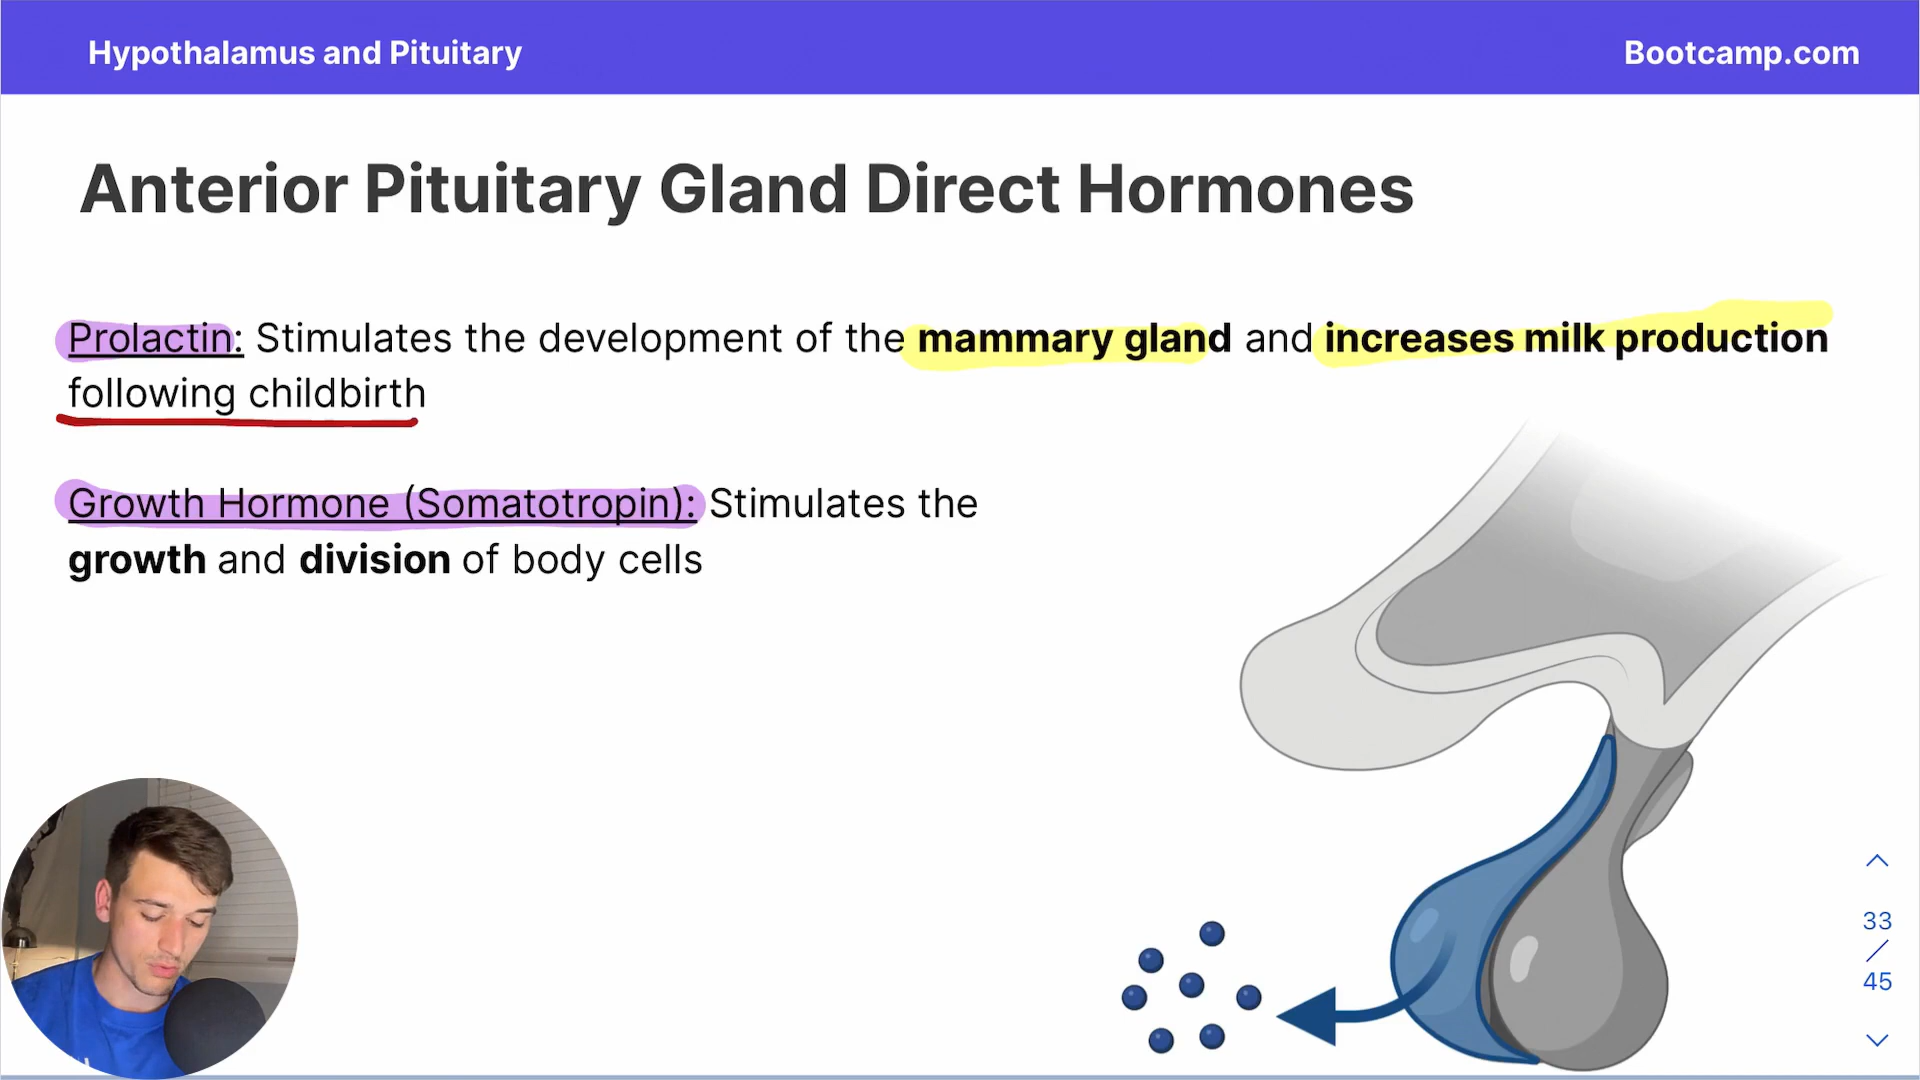 Hypothalamus and Pituitary
Bootcamp.com
Anterior Pituitary Gland Direct Hormones
Prolactin: Stimulates the development of the mammary gland and increases milk production
following childbirth
Growth Hormone (Somatotropin): Stimulates the
growth and division of body cells
33
/
45